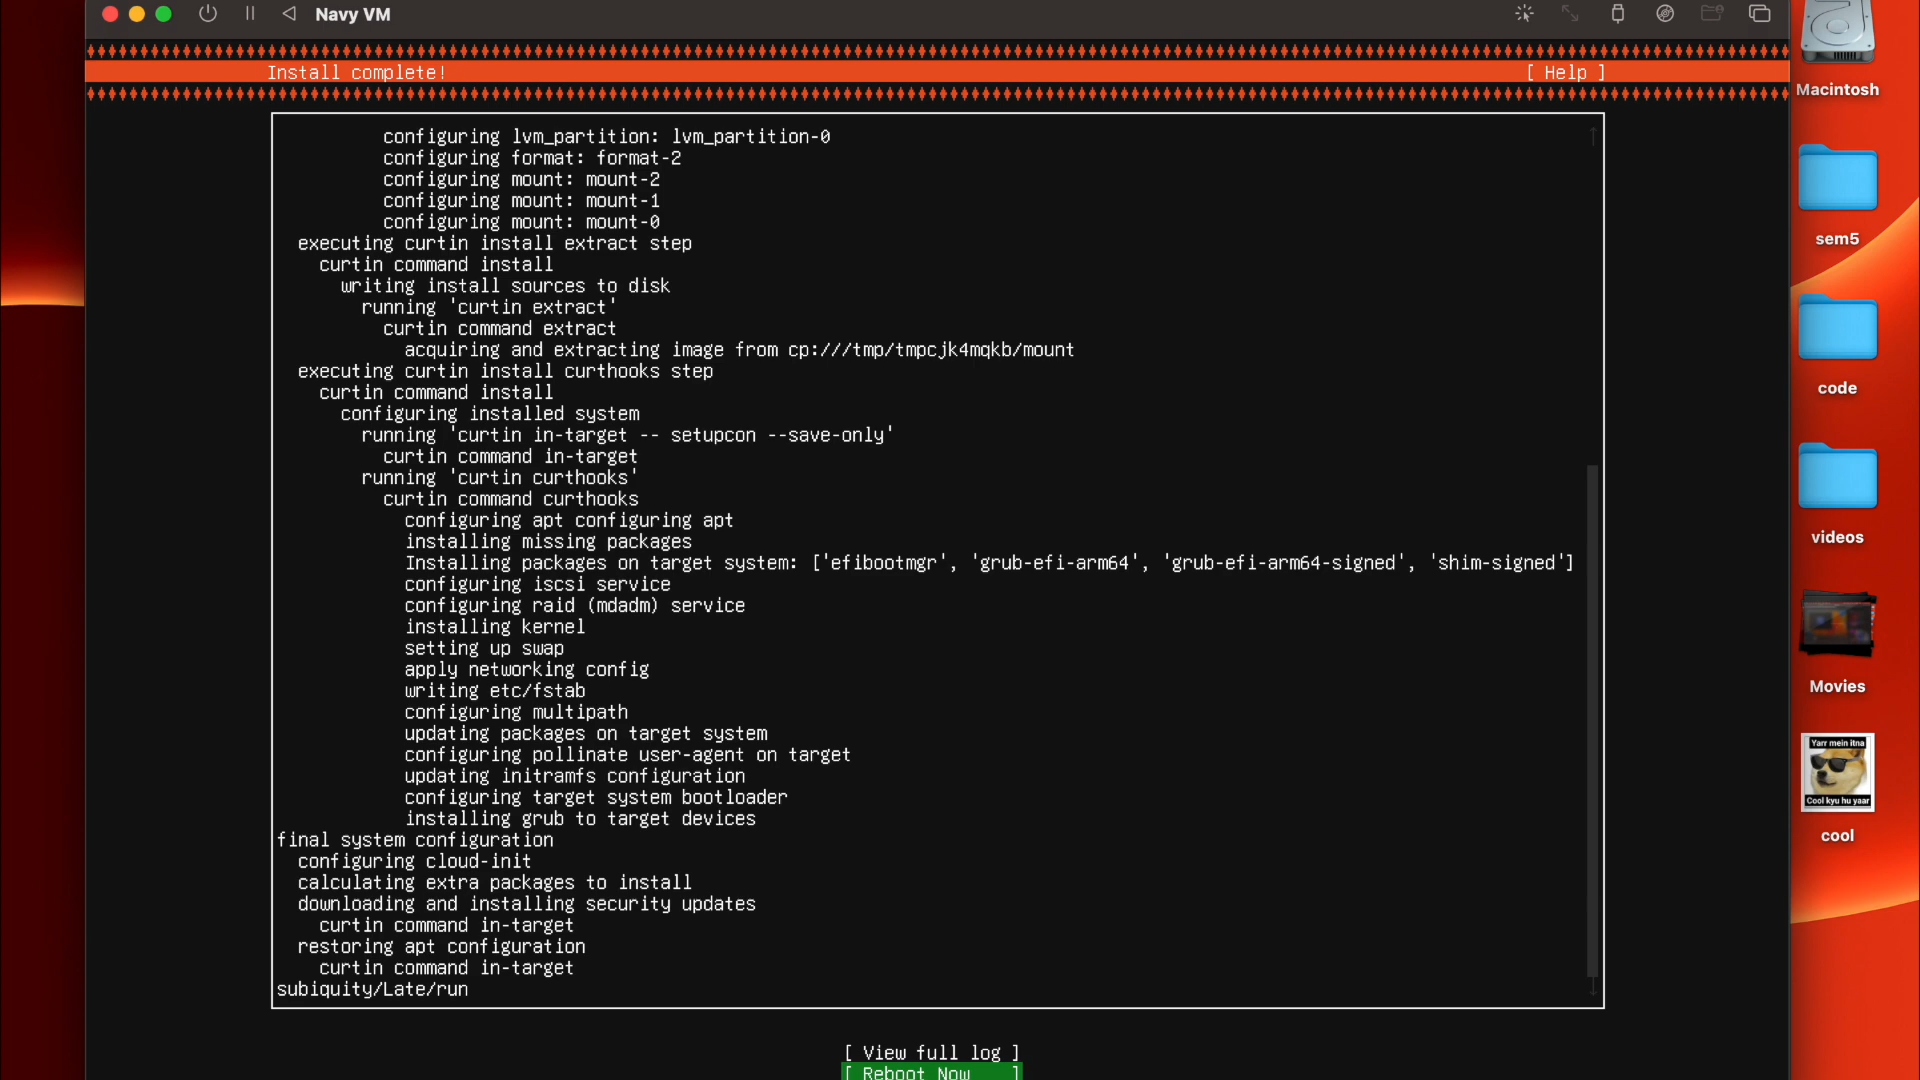 Navy VM
Install complete!
[ Help ]
configuring lvm_partition: lvm_partition-0
configuring format: format-2
configuring mount: mount-2
configuring mount: mount-1
configuring mount: mount-0
executing curtin install extract step
curtin command install
writing install sources to disk
running 'curtin extract'
curtin command extract
acquiring and extracting image from cp:///tmp/tmpcjk4mqkb/mount
executing curtin install curthooks step
curtin command install
configuring installed system
running 'curtin in-target -- setupcon --save-only'
curtin command in-target
running 'curtin curthooks'
curtin command curthooks
configuring apt configuring apt
installing missing packages
Installing packages on target system: ['efibootmgr', 'grub-efi-arm64', 'grub-efi-arm64-signed', 'shim-signed']
configuring iscsi service
configuring raid (mdadm) service
installing kernel
setting up swap
apply networking config
writing etc/fstab
configuring multipath
updating packages on target system
configuring pollinate user-agent on target
updating initramfs configuration
configuring target system bootloader
installing grub to target devices
final system configuration
configuring cloud-init
calculating extra packages to install
downloading and installing security updates
curtin command in-target
restoring apt configuration
curtin command in-target
subiquity/Late/run
[ View full log ]
[ Reboot Now ]
Macintosh
sem5
code
videos
Movies
Yarr mein itna
Cool kyu hu yaar
cool